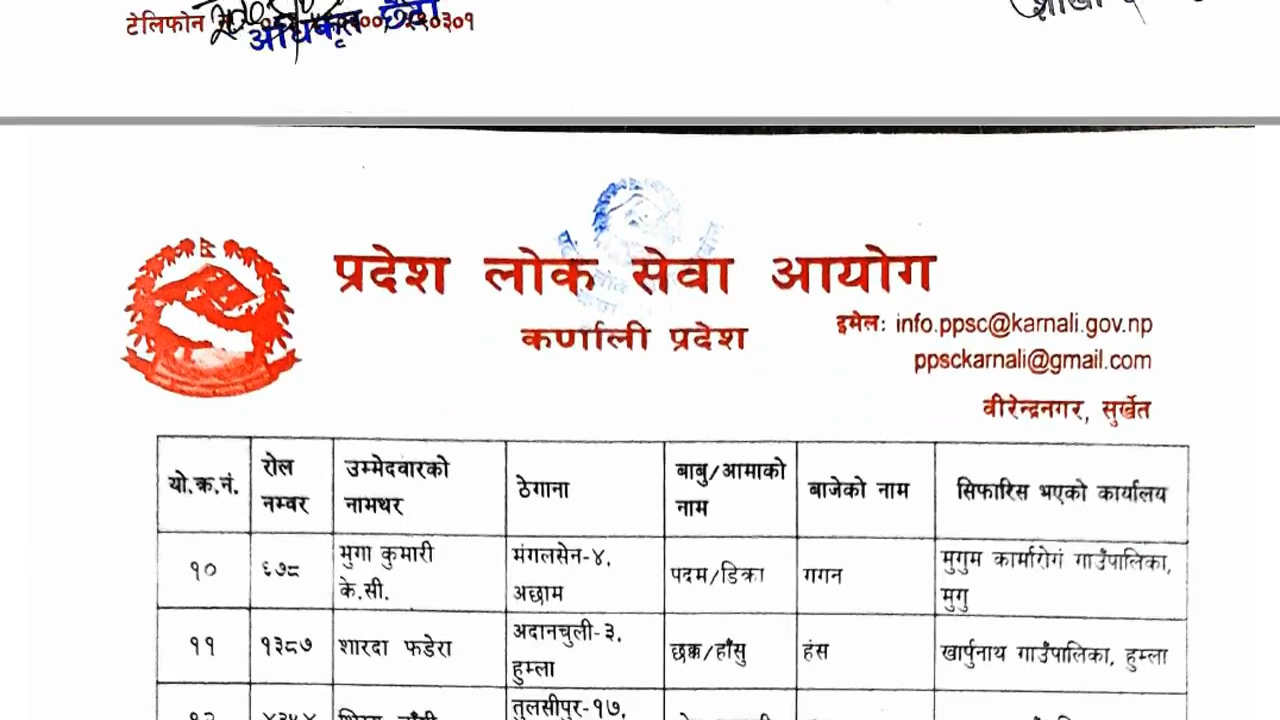 टेलिफोन
अधिकृत छैठौं
प्रदेश लोक सेवा आयोग
कर्णाली प्रदेश
इमेल: info.ppsc@karnali.gov.np
ppsckarnali@gmail.com
वीरेन्द्रनगर, सुर्खेत
यो.क्र.नं. रोल नम्बर उम्मेदवारको नामथर ठेगाना बाबु/आमाको नाम बाजेको नाम सिफारिस भएको कार्यालय
१० ६७८ भुगा कुमारी के.सी. मंगलसेन-४, अछाम पदम/डिक्रा गगन मुगुम कार्मारोगं गाउँपालिका, मुगु
११ १३८७ शारदा फडेरा अदानचुली-३, हुम्ला छक्क/हाँसु हंस खार्पुनाथ गाउँपालिका, हुम्ला
तुलसीपुर-१७,